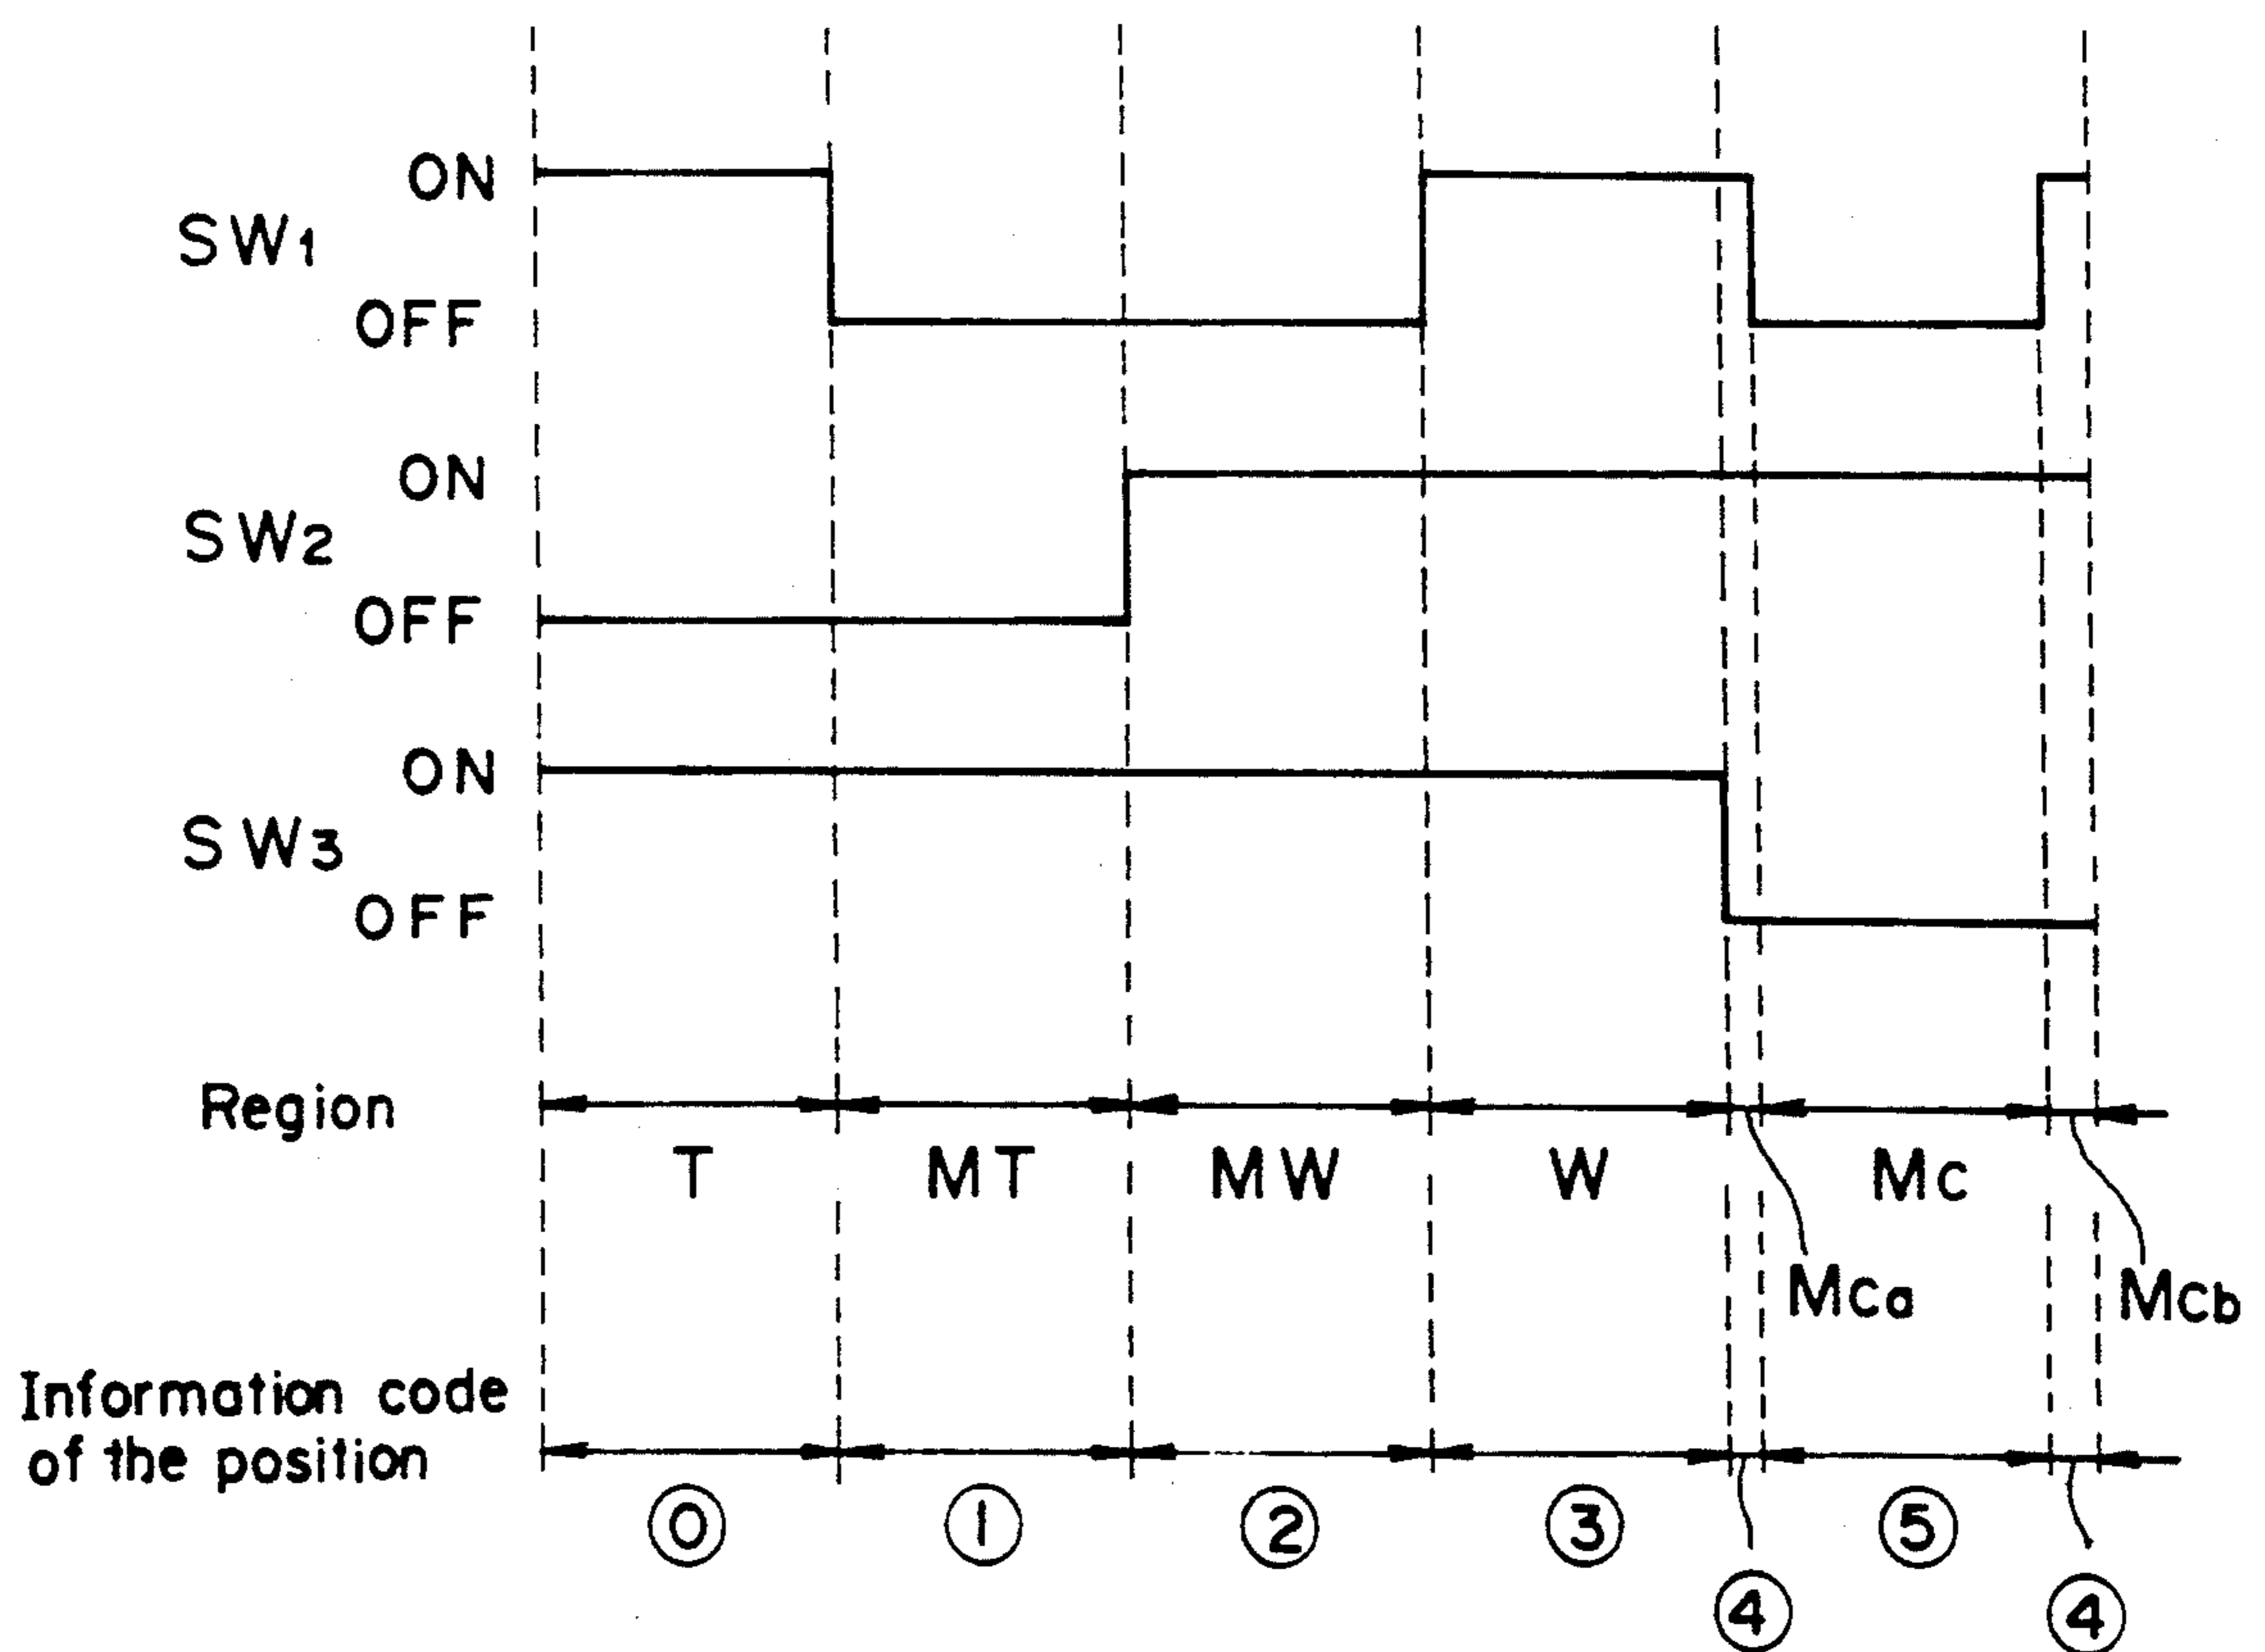 ON
SW1
OFF
ON
SW2
OFF
ON
SW3
OFF
Region
T MT MW W Mc
Mca Mcb
Information code
of the position
⓪ ① ② ③ ⑤
④ ④